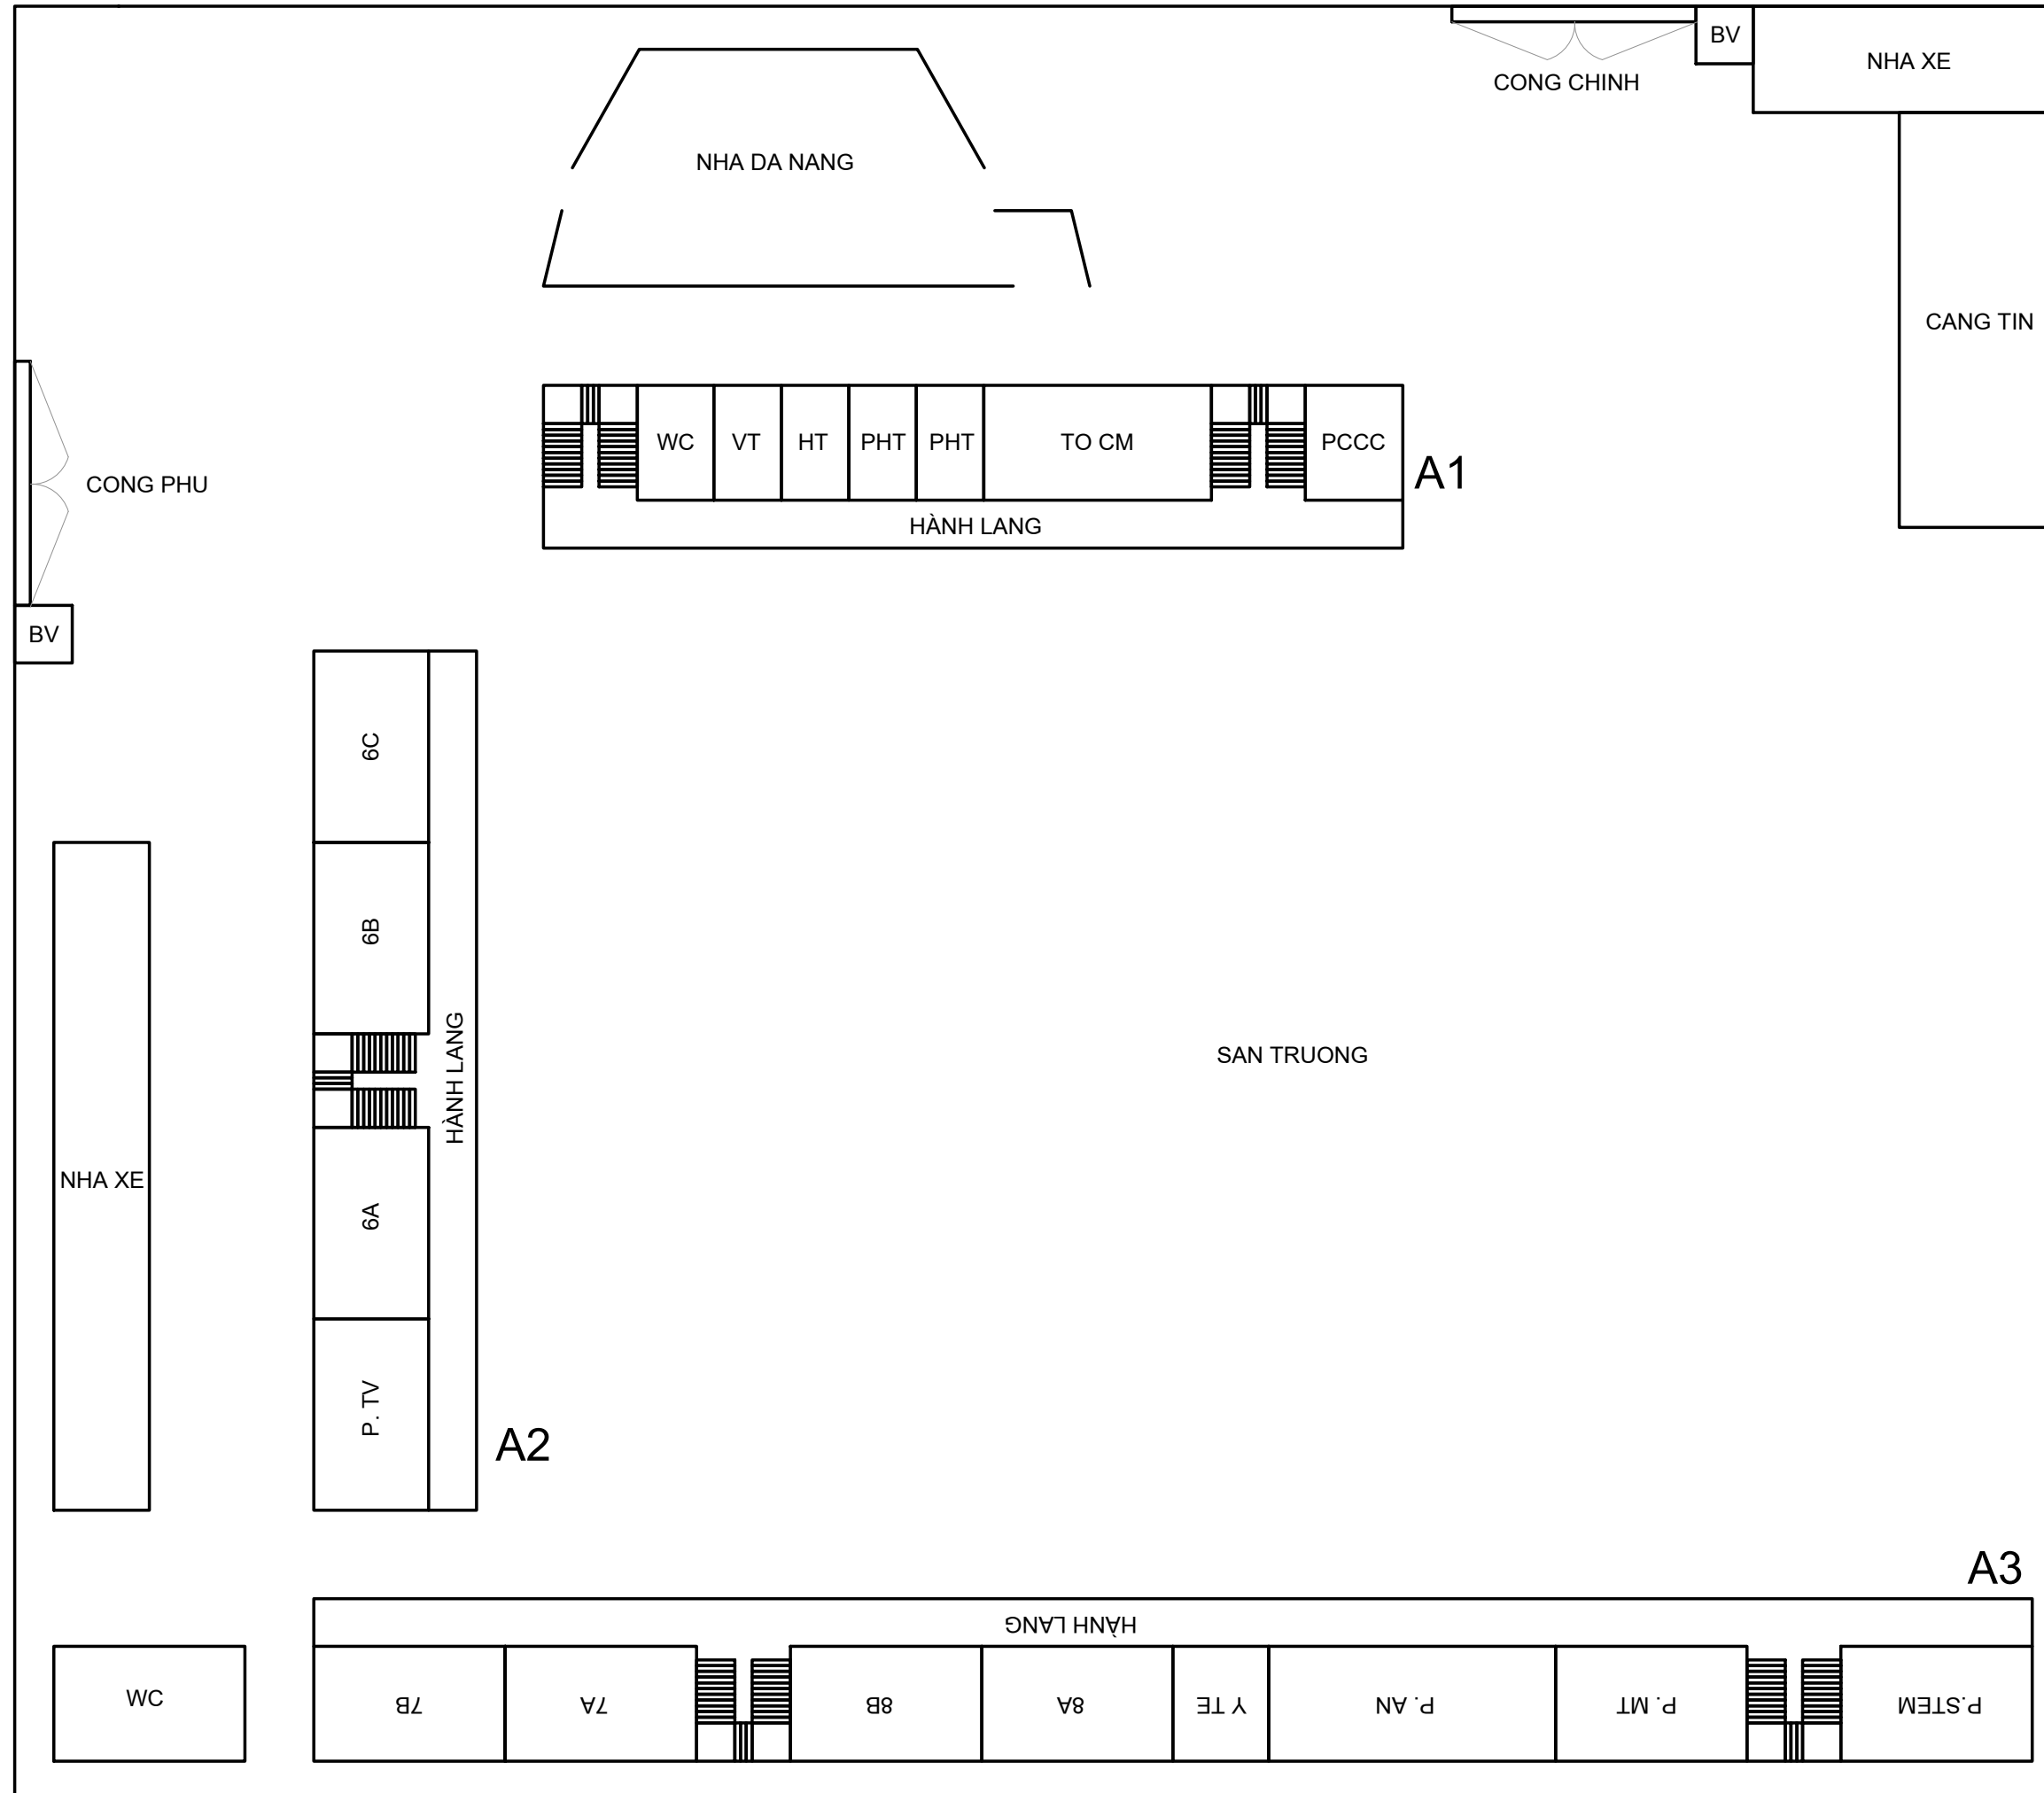 BV
NHA XE
CONG CHINH
NHA DA NANG
CANG TIN
WC
VT
HT
PHT
PHT
TO CM
PCCC
A1
HÀNH LANG
CONG PHU
BV
6C
6B
HÀNH LANG
6A
P. TV
A2
NHA XE
SAN TRUONG
A3
HÀNH LANG
WC
7B
7A
8B
8A
Y TE
P. AN
P. MT
P.STEM